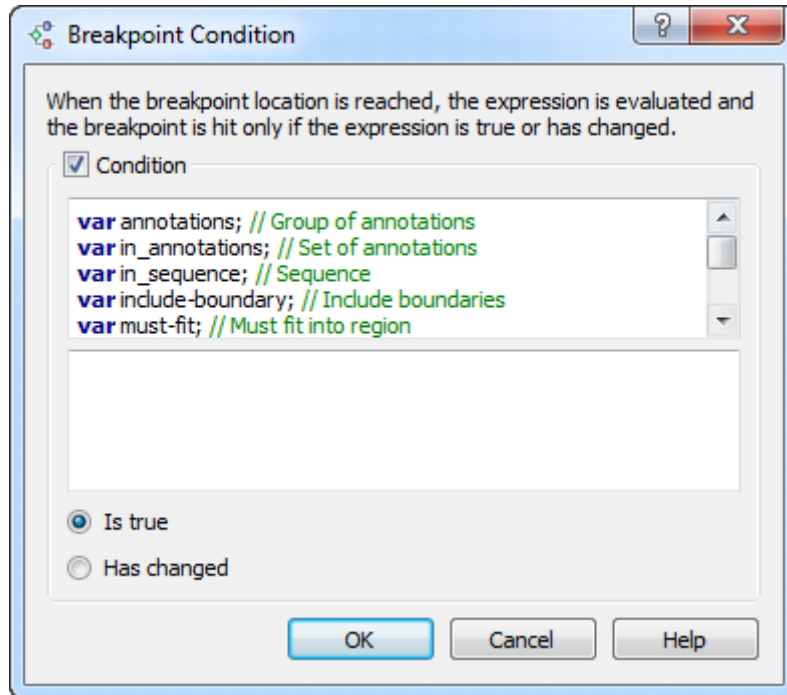 Breakpoint Condition
When the breakpoint location is reached, the expression is evaluated and
the breakpoint is hit only if the expression is true or has changed.
Condition
var annotations; // Group of annotations
var in_annotations; // Set of annotations
var in_sequence; // Sequence
var include-boundary; // Include boundaries
var must-fit; // Must fit into region
Is true
Has changed
OK Cancel Help